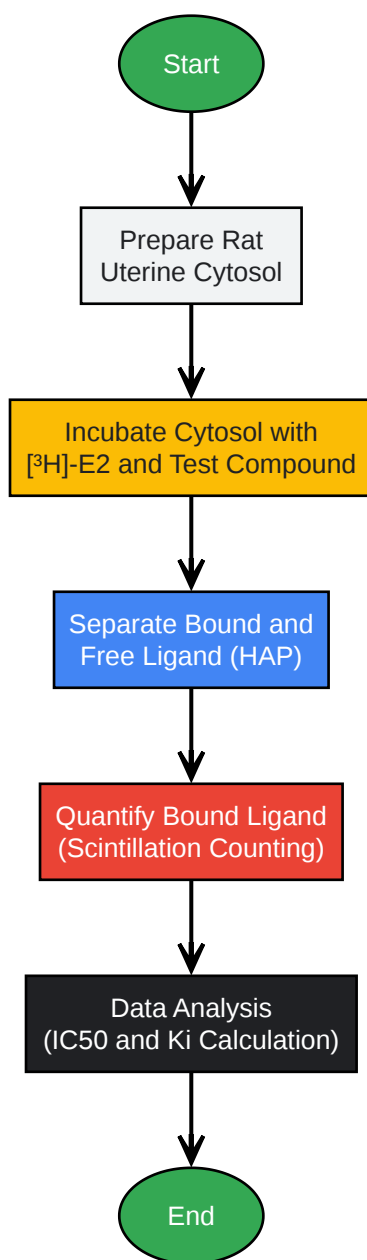 Start
Prepare Rat
Uterine Cytosol
Incubate Cytosol with
[³H]-E2 and Test Compound
Separate Bound and
Free Ligand (HAP)
Quantify Bound Ligand
(Scintillation Counting)
Data Analysis
(IC50 and Ki Calculation)
End